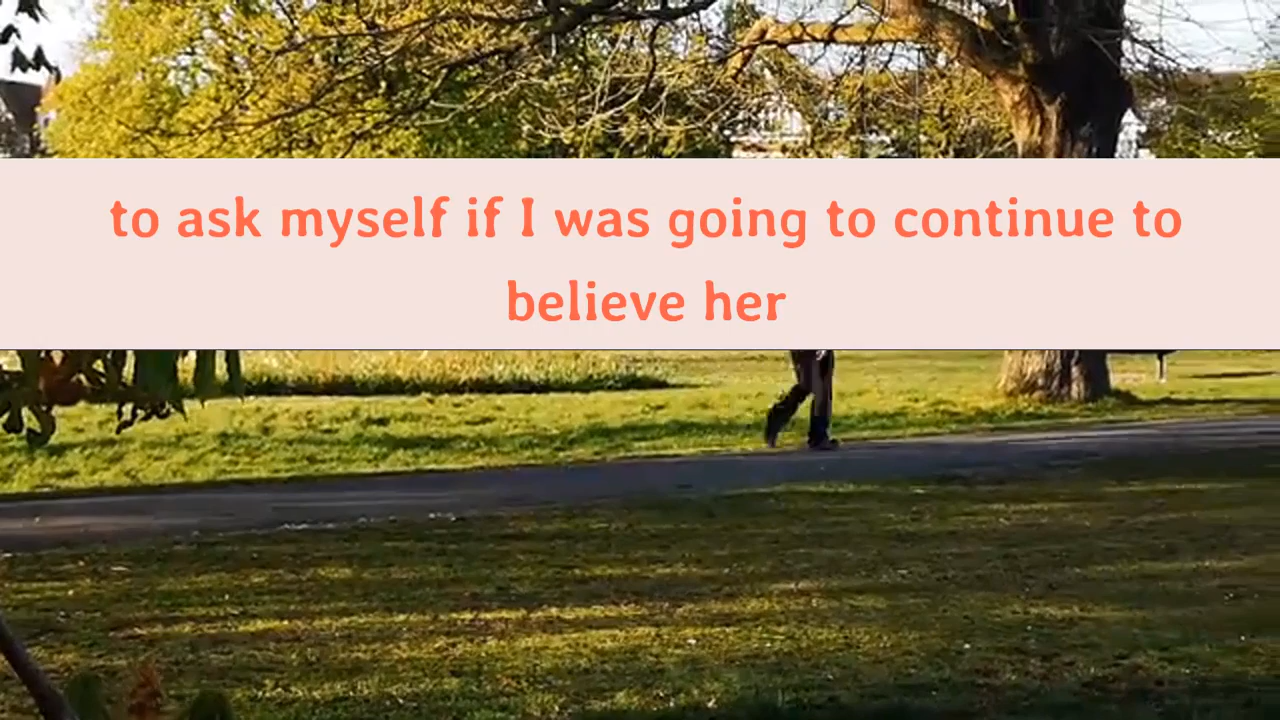 to ask myself if I was going to continue to
believe her